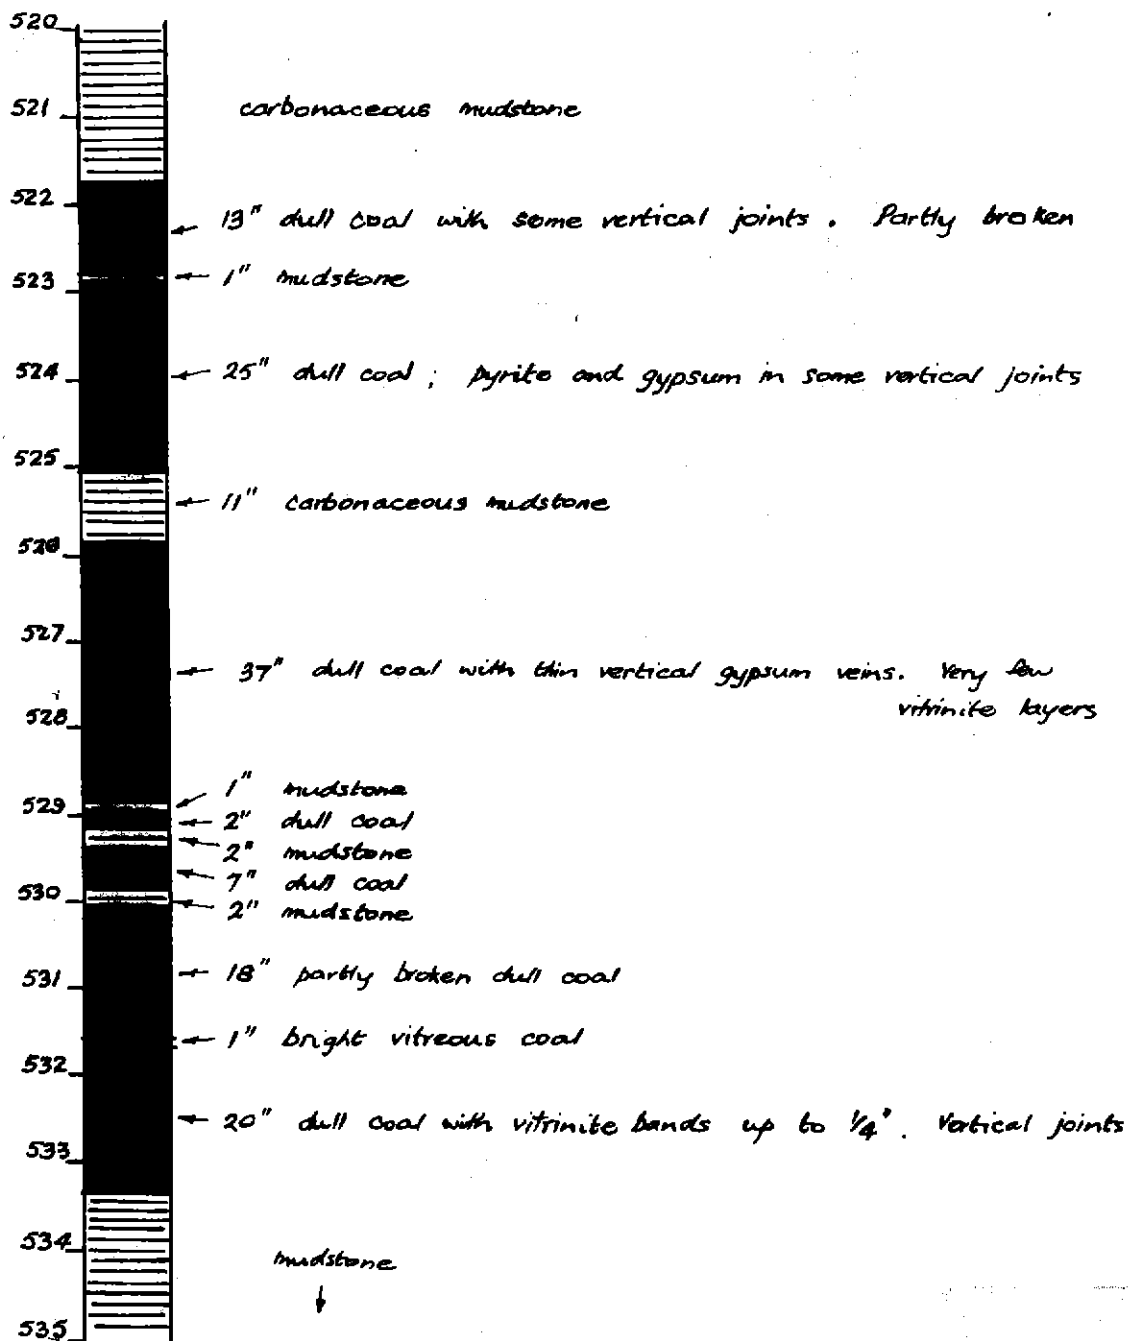 520
521
carbonaceous mudstone
522
13" dull coal with some vertical joints. Partly broken
1" mudstone
523
524
25" dull coal; pyrite and gypsum in some vertical joints
525
11" carbonaceous mudstone
526
527
37" dull coal with thin vertical gypsum veins. Very few
vitrinite layers
528
1" mudstone
529
2" dull coal
2" mudstone
7" dull coal
530
2" mudstone
531
18" partly broken dull coal
1" bright vitreous coal
532
20" dull coal with vitrinite bands up to 1/4". Vertical joints
533
534
mudstone
535